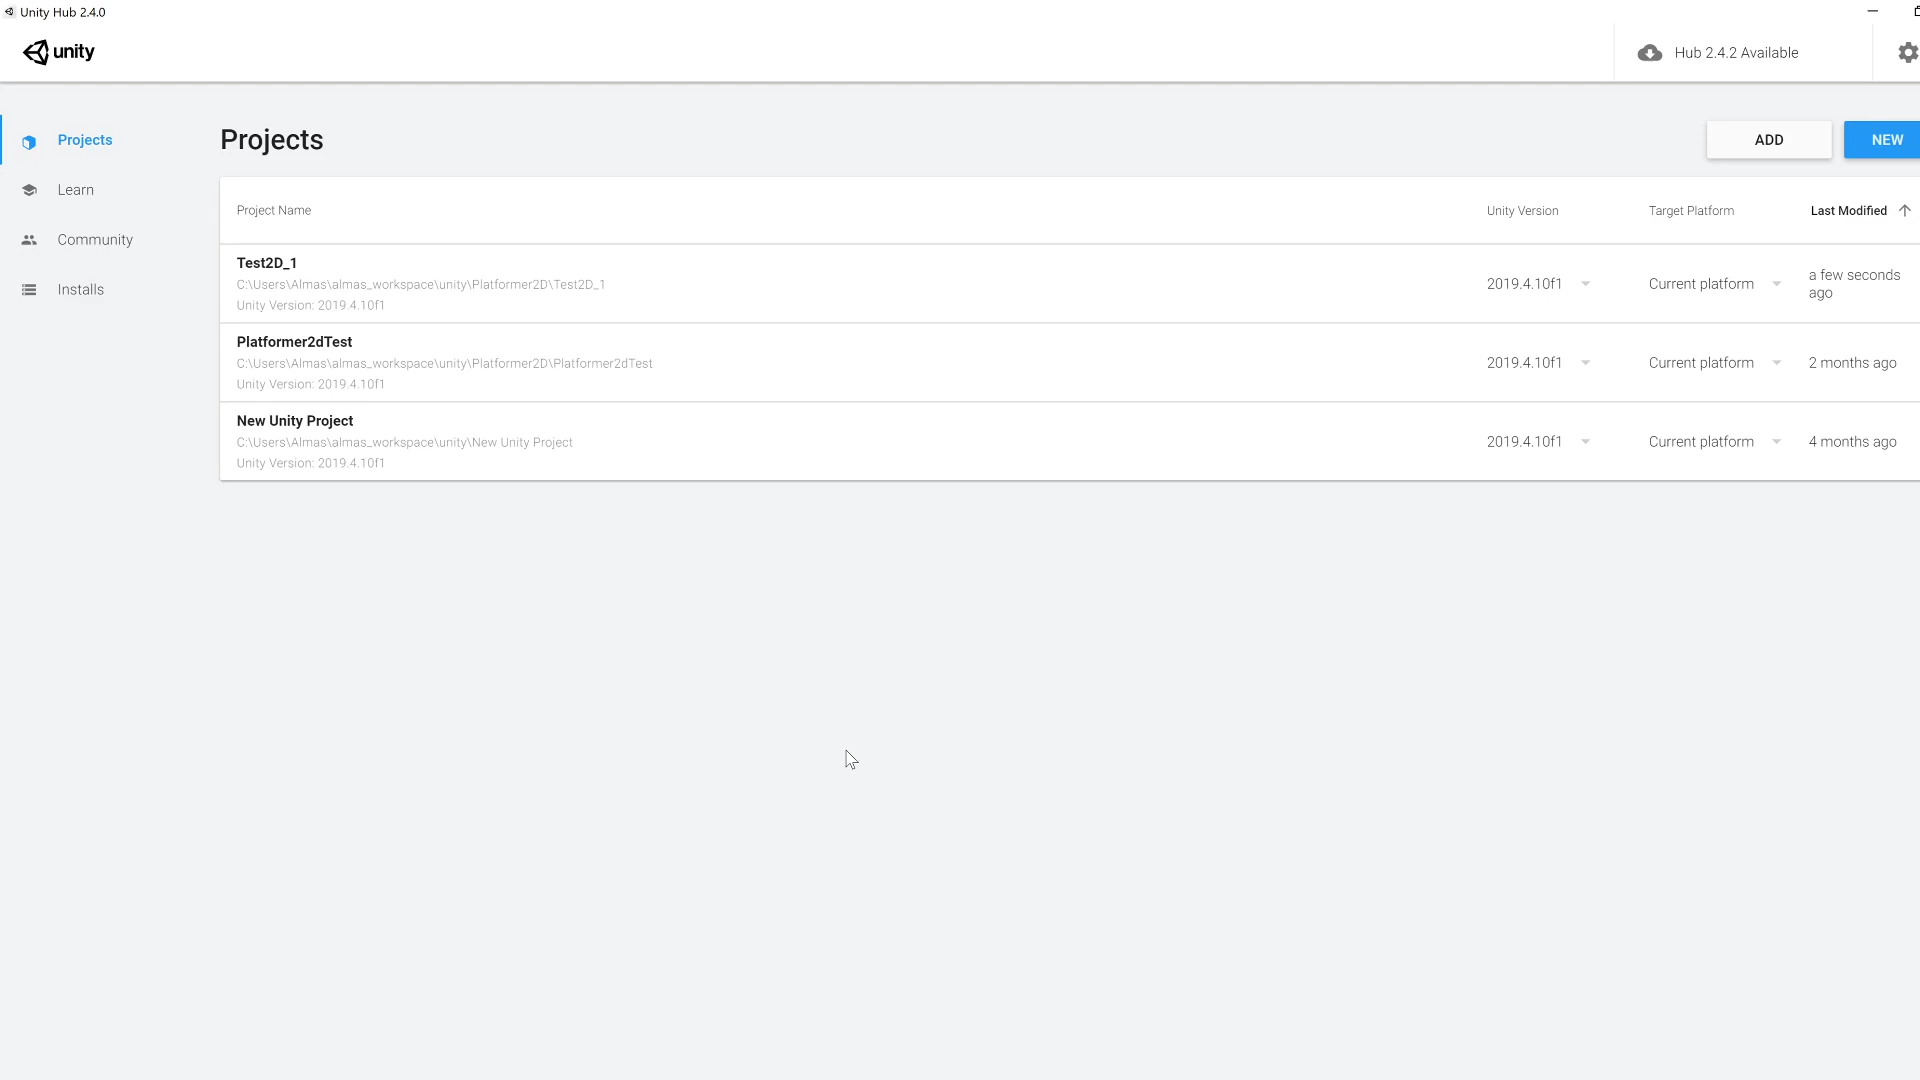 Unity Hub 2.4.0
unity
Hub 2.4.2 Available
Projects
Learn
Community
Installs
Projects
ADD
NEW
Project Name
Unity Version
Target Platform
Last Modified
Test2D_1
C:\Users\Almas\almas_workspace\unity\Platformer2D\Test2D_1
Unity Version: 2019.4.10f1
2019.4.10f1
Current platform
a few seconds
ago
Platformer2dTest
C:\Users\Almas\almas_workspace\unity\Platformer2D\Platformer2dTest
Unity Version: 2019.4.10f1
2019.4.10f1
Current platform
2 months ago
New Unity Project
C:\Users\Almas\almas_workspace\unity\New Unity Project
Unity Version: 2019.4.10f1
2019.4.10f1
Current platform
4 months ago